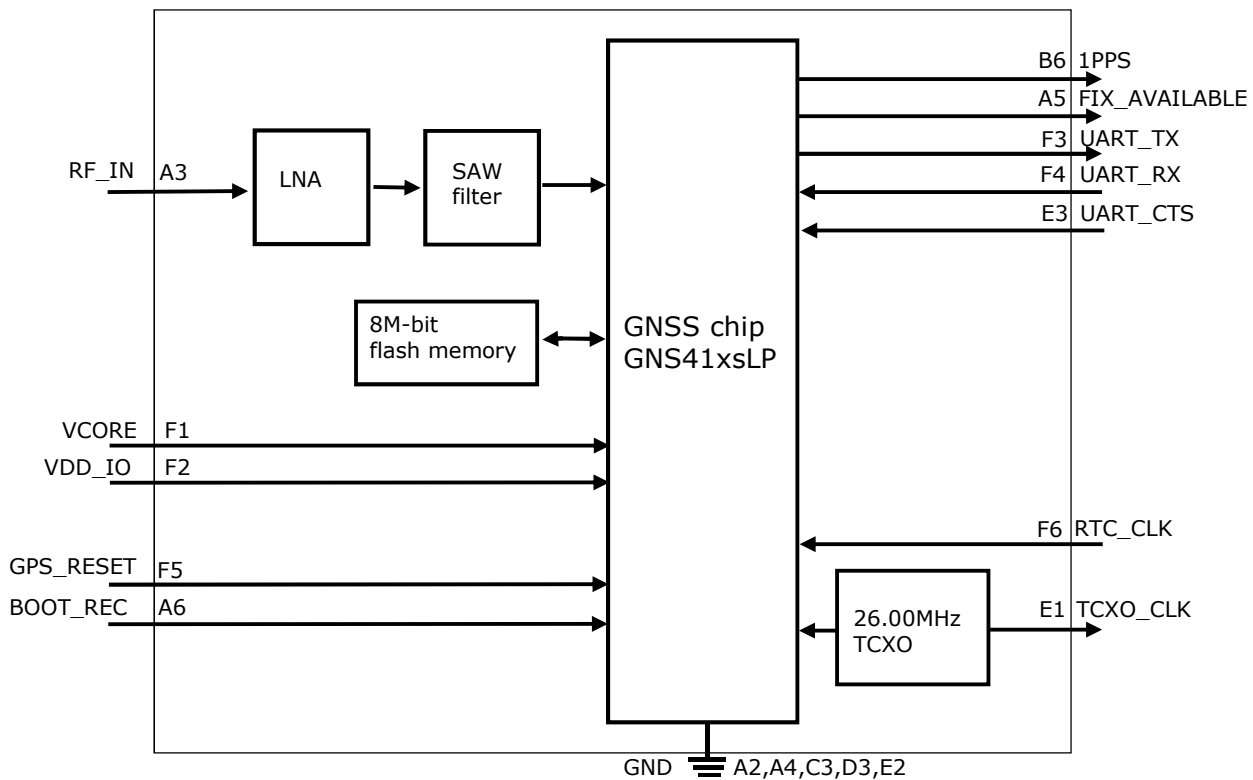 B6 1PPS
A5 FIX_AVAILABLE
F3 UART_TX
RF_IN A3
LNA
SAW
filter
F4 UART_RX
E3 UART_CTS
8M-bit
flash memory
GNSS chip
GNS41xsLP
VCORE F1
VDD_IO F2
F6 RTC_CLK
GPS_RESET F5
BOOT_REC A6
26.00MHz
TCXO
E1 TCXO_CLK
GND A2,A4,C3,D3,E2